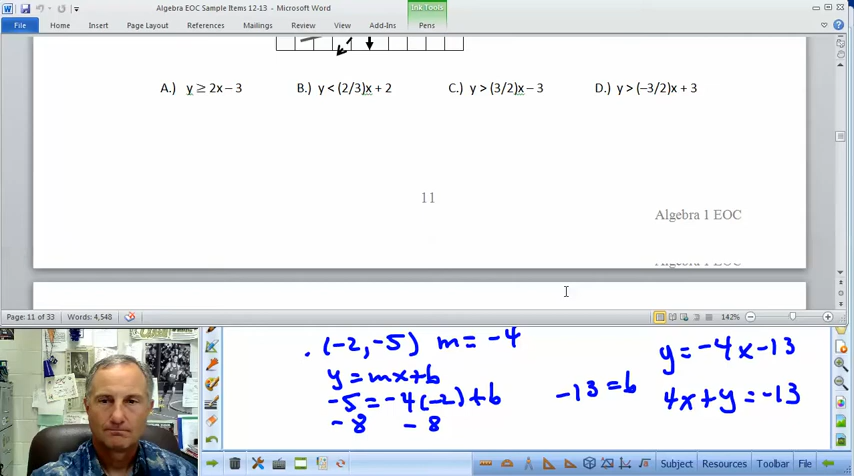 Algebra EOC Sample Items 12-13 - Microsoft Word
Ink Tools
File Home Insert Page Layout References Mailings Review View Add-Ins Pens
A.) y ≥ 2x – 3 B.) y < (2/3)x + 2 C.) y > (3/2)x – 3 D.) y > (–3/2)x + 3
11
Algebra 1 EOC
Algebra 1 EOC
Page: 11 of 33 Words: 4,548 142%
. (-2, -5) m = -4
y = mx+b
-5 = -4(-2)+b
-8 -8
-13 = b
y = -4x-13
4x+y = -13
Subject Resources Toolbar File